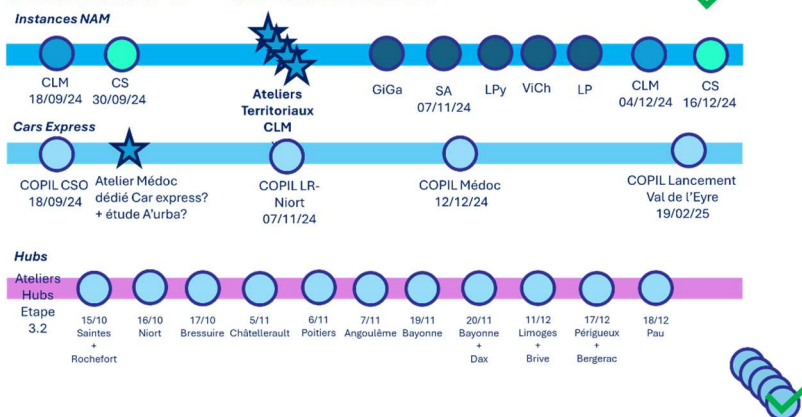 Instances NAM
CLM
18/09/24
CS
30/09/24
Ateliers
Territoriaux
CLM
GiGa
SA
07/11/24
LPy
ViCh
LP
CLM
04/12/24
CS
16/12/24
Cars Express
COPIL CSO
18/09/24
Atelier Médoc
dédié Car express?
+ étude A'urba?
COPIL LR-
Niort
07/11/24
COPIL Médoc
12/12/24
COPIL Lancement
Val de l'Eyre
19/02/25
Hubs
Ateliers
Hubs
Etape
3.2
15/10
Saintes
+
Rochefort
16/10
Niort
17/10
Bressuire
5/11
Châtellerault
6/11
Poitiers
7/11
Angoulême
19/11
Bayonne
20/11
Bayonne
+
Dax
11/12
Limoges
+
Brive
17/12
Périgueux
+
Bergerac
18/12
Pau